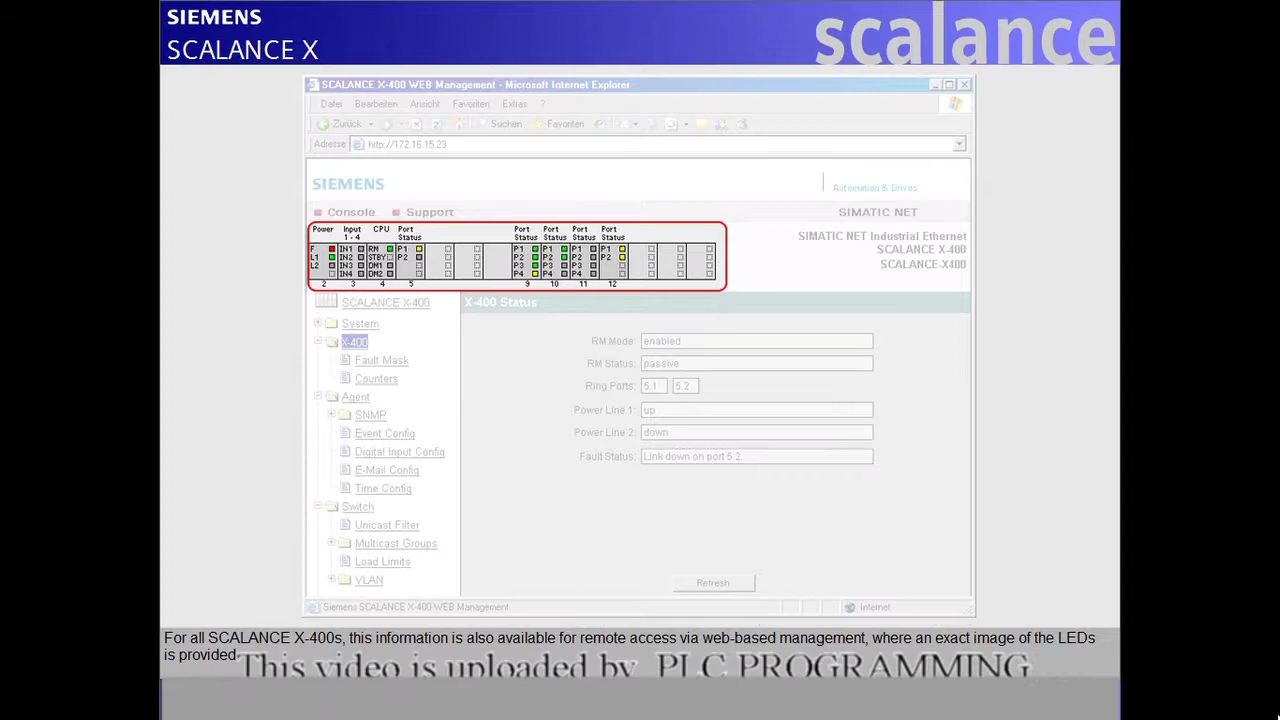 SIEMENS
SCALANCE X
scalance
SCALANCE X-400 WEB Management - Microsoft Internet Explorer
Datei Bearbeiten Ansicht Favoriten Extras ?
Zurück Suchen Favoriten
Adresse http://172.16.15.23
SIEMENS
Automation & Drives
Console Support
SIMATIC NET
Power Input 1 - 4 CPU Port Status Port Status Port Status Port Status Port Status
F IN1 RM P1 P1 P1 P1 P1
L1 IN2 STBY P2 P2 P2 P2 P2
L2 IN3 DM1 P3 P3 P3
IN4 DM2 P4 P4 P4
2 3 4 5 9 10 11 12
SIMATIC NET Industrial Ethernet
SCALANCE X-400
SCALANCE-X400
SCALANCE X-400
X-400 Status
System
X-400
Fault Mask
Counters
Agent
SNMP
Event Config
Digital Input Config
E-Mail Config
Time Config
Switch
Unicast Filter
Multicast Groups
Load Limits
VLAN
RM Mode: enabled
RM Status: passive
Ring Ports: 5.1 5.2
Power Line 1: up
Power Line 2: down
Fault Status: Link down on port 5.2.
Refresh
Siemens SCALANCE X-400 WEB Management
Internet
For all SCALANCE X-400s, this information is also available for remote access via web-based management, where an exact image of the LEDs
is provided
This video is uploaded by PLC PROGRAMMING